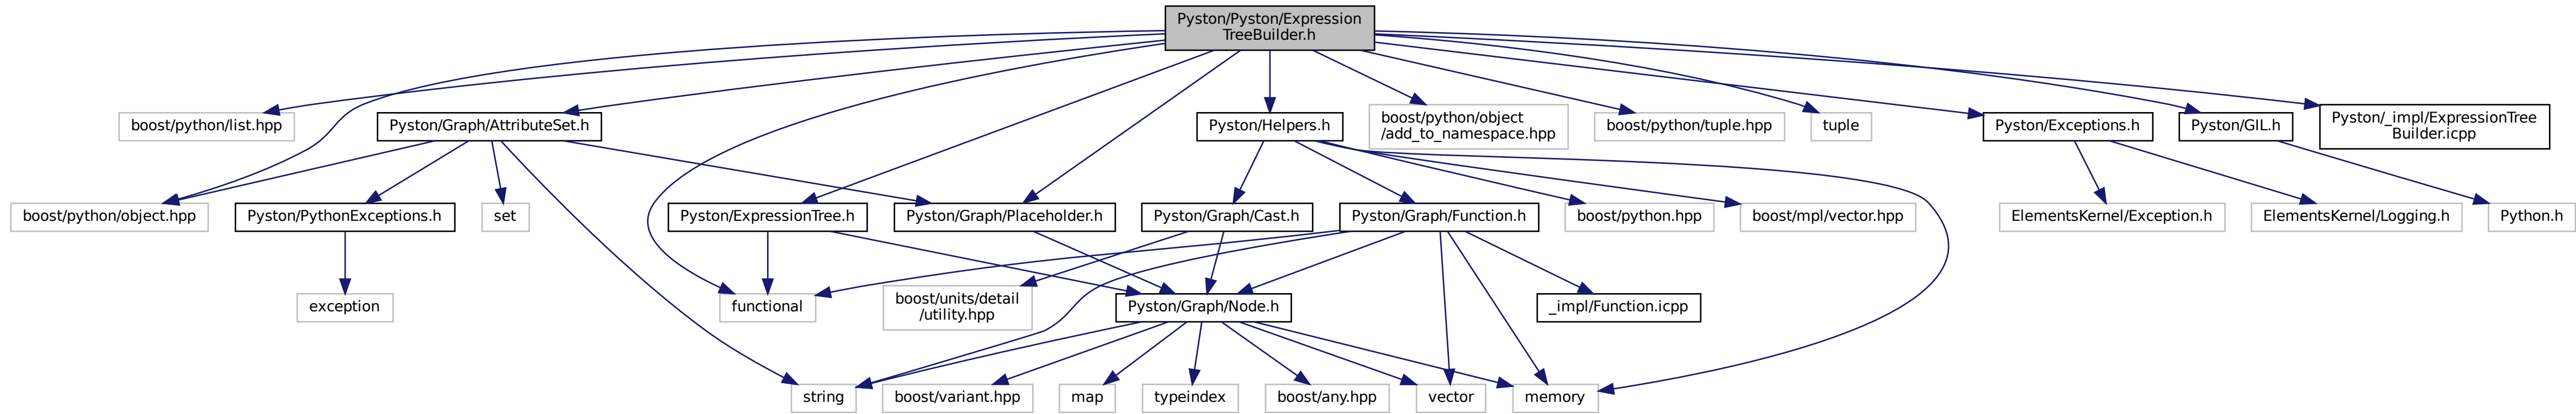 Pyston/Pyston/Expression
TreeBuilder.h
boost/python/list.hpp
Pyston/Graph/AttributeSet.h
Pyston/Helpers.h
boost/python/object
/add_to_namespace.hpp
boost/python/tuple.hpp
tuple
Pyston/Exceptions.h
Pyston/GIL.h
Pyston/_impl/ExpressionTree
Builder.icpp
boost/python/object.hpp
Pyston/PythonExceptions.h
set
Pyston/ExpressionTree.h
Pyston/Graph/Placeholder.h
Pyston/Graph/Cast.h
Pyston/Graph/Function.h
boost/python.hpp
boost/mpl/vector.hpp
ElementsKernel/Exception.h
ElementsKernel/Logging.h
Python.h
exception
functional
boost/units/detail
/utility.hpp
Pyston/Graph/Node.h
_impl/Function.icpp
string
boost/variant.hpp
map
typeindex
boost/any.hpp
vector
memory